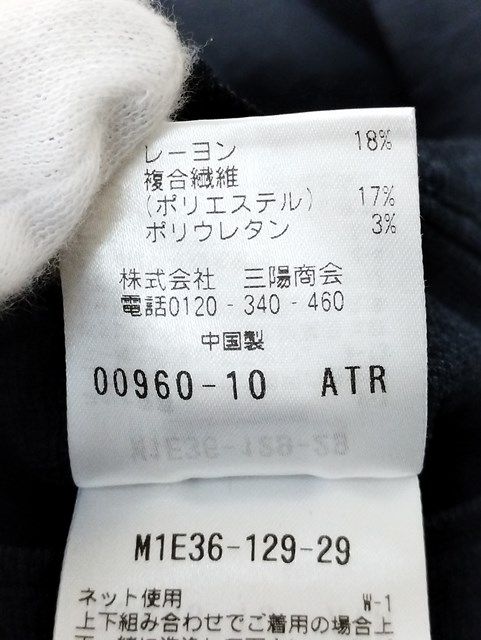 レーヨン 18%
複合繊維
(ポリエステル) 17%
ポリウレタン 3%
株式会社 三陽商会
電話0120-340-460
中国製
00960-10 ATR
M1E36-129-29
ネット使用 W-1
上下組み合わせでご着用の場合上